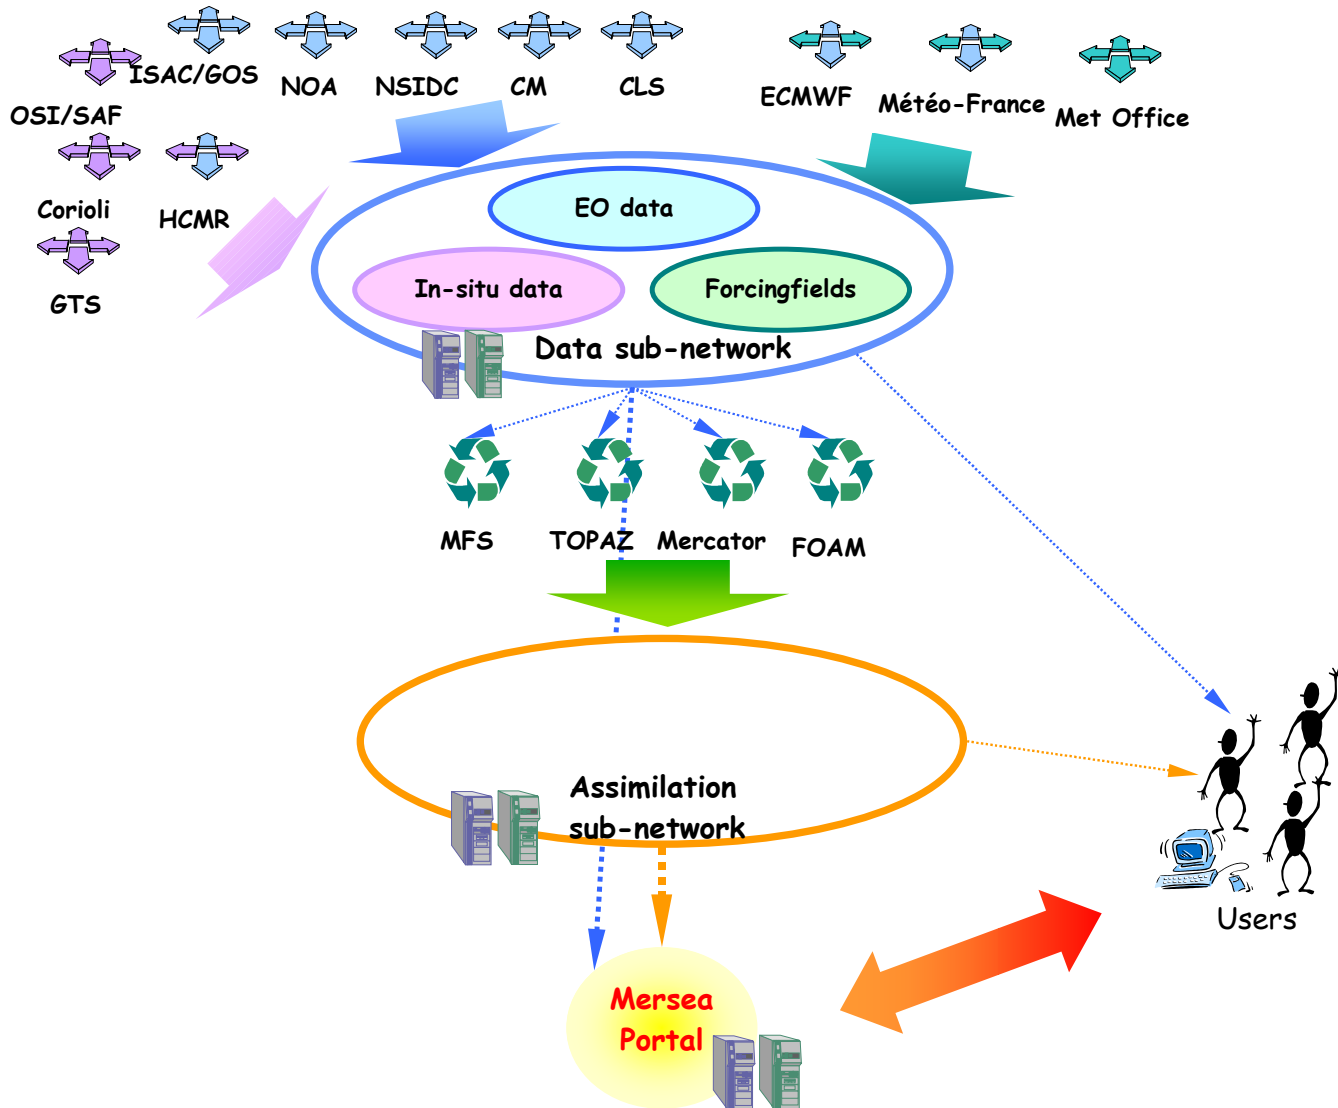 ISAC/GOS
NOA
NSIDC
CM
CLS
ECMWF
Météo-France
Met Office
OSI/SAF
Corioli
HCMR
GTS
EO data
In-situ data
Forcingfields
Data sub-network
MFS
TOPAZ
Mercator
FOAM
Assimilation
sub-network
Users
Mersea
Portal